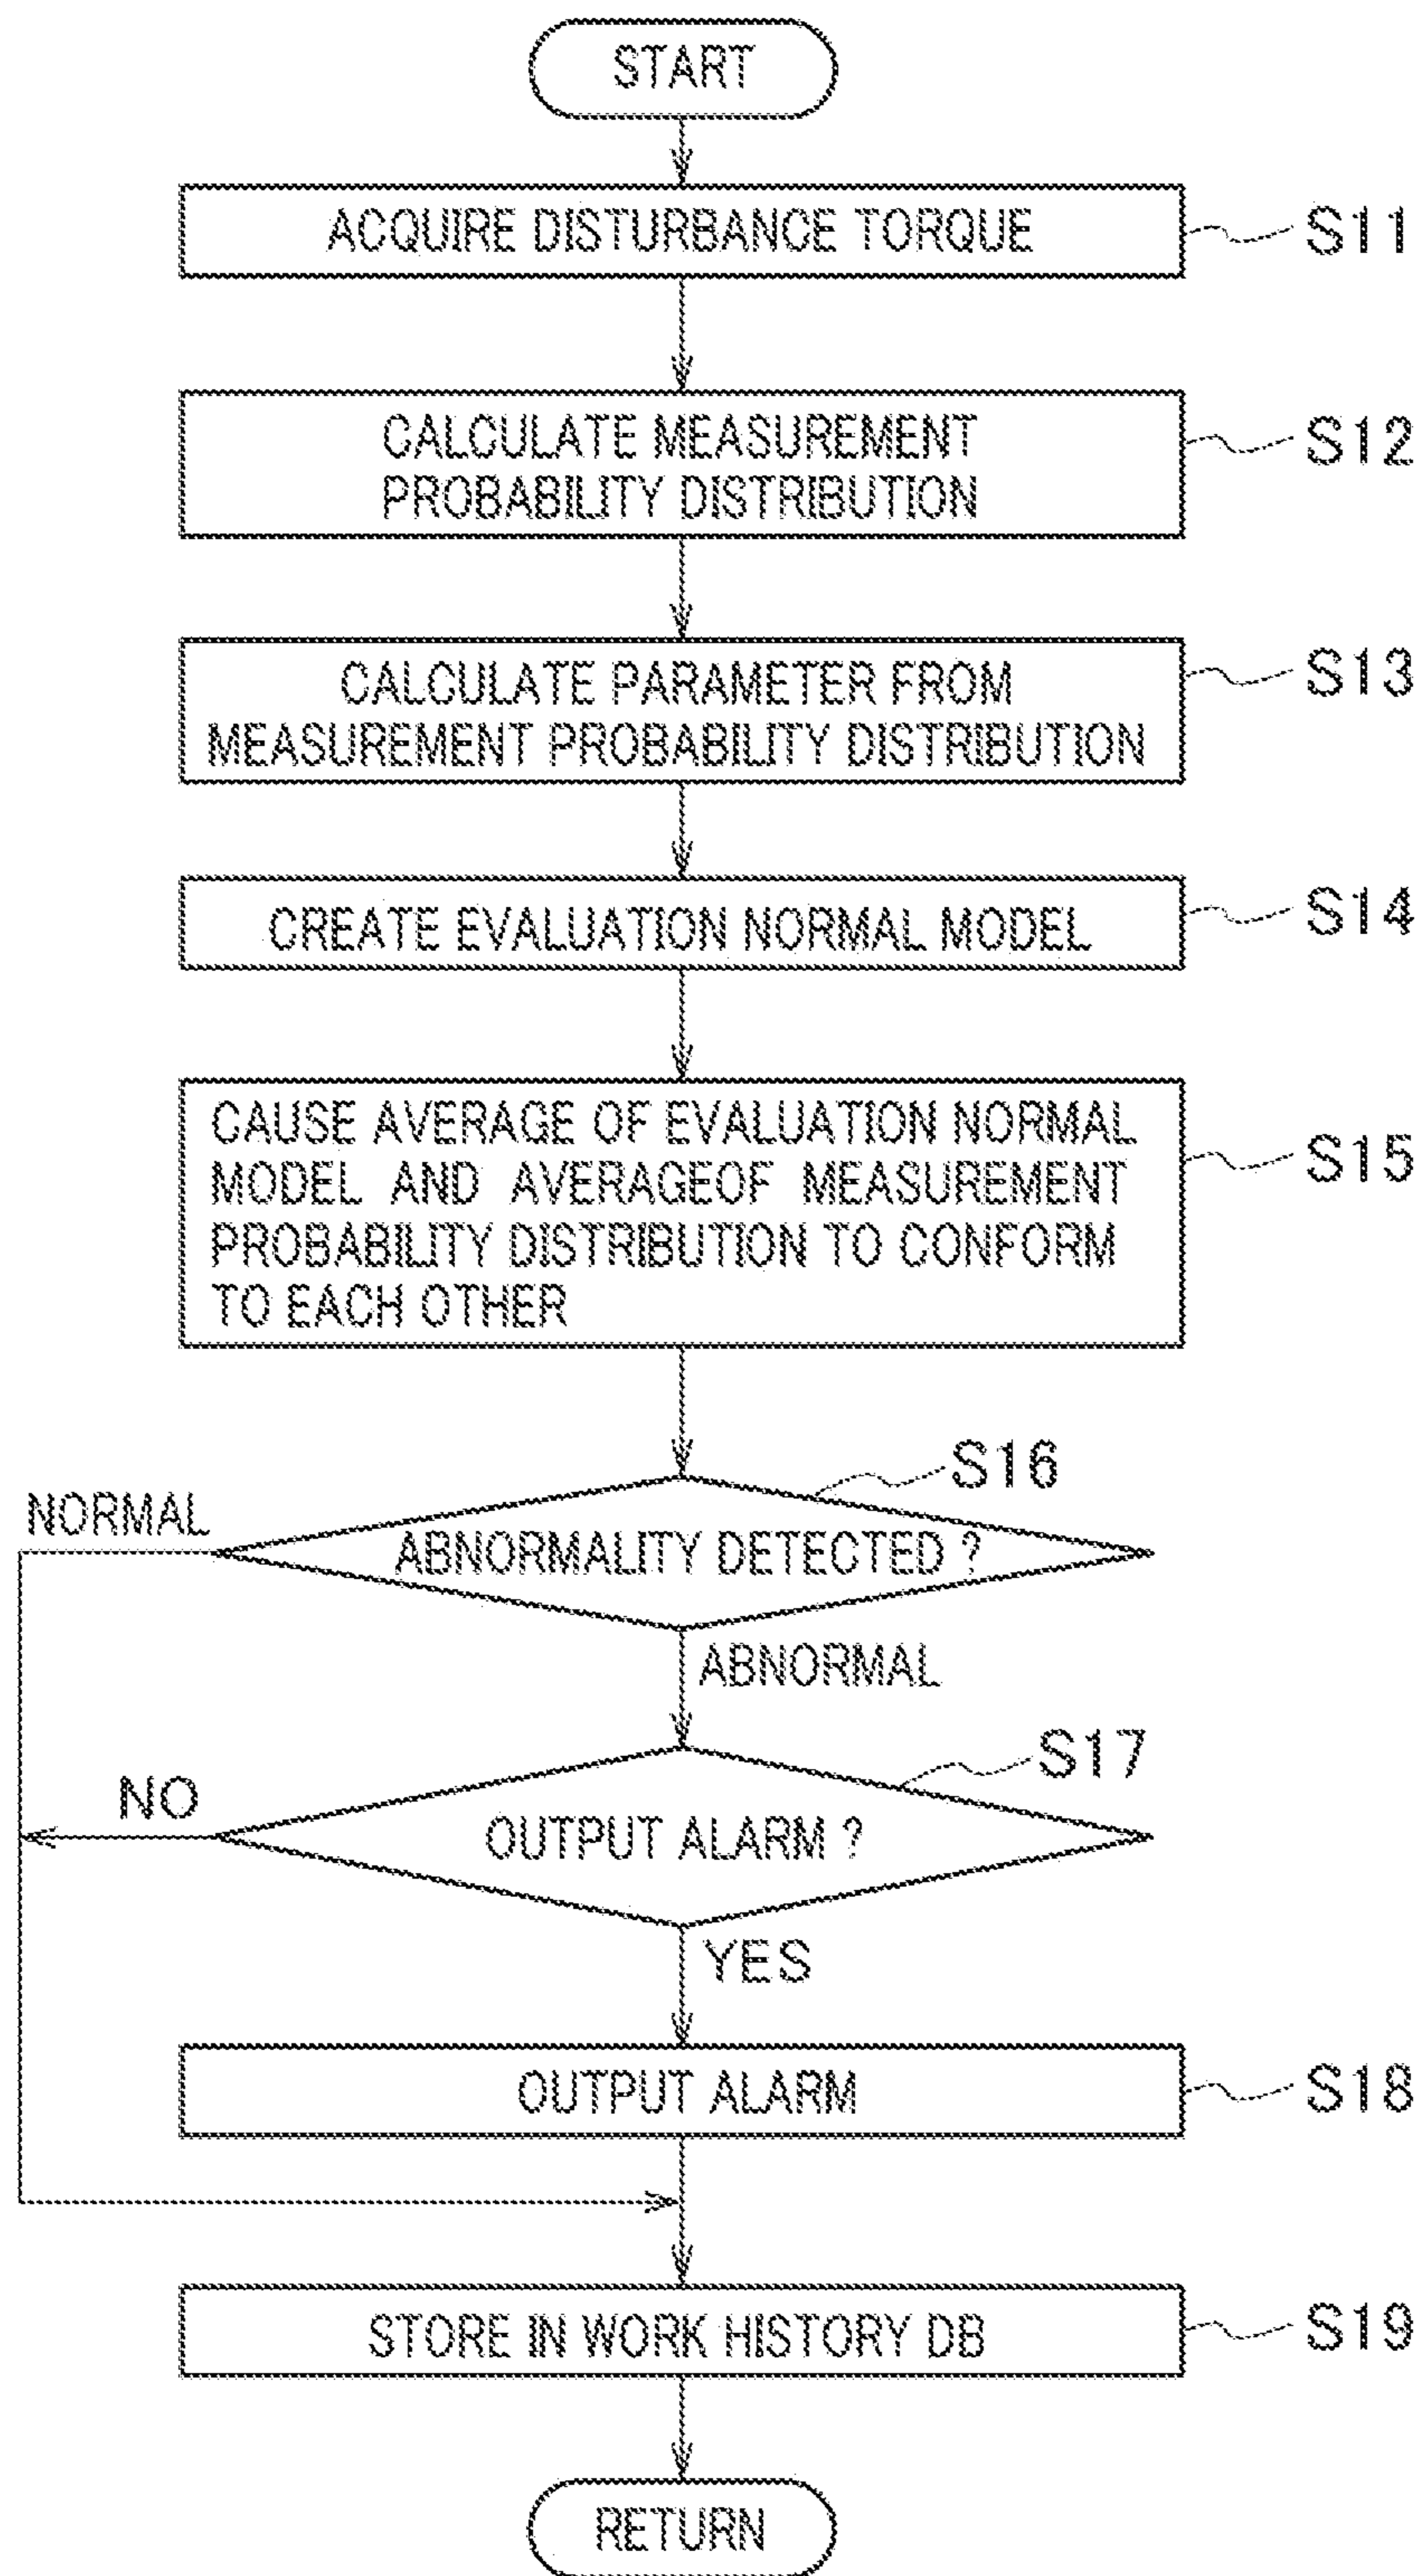 START
ACQUIRE DISTURBANCE TORQUE
S11
CALCULATE MEASUREMENT
PROBABILITY DISTRIBUTION
S12
CALCULATE PARAMETER FROM
MEASUREMENT PROBABILITY DISTRIBUTION
S13
CREATE EVALUATION NORMAL MODEL
S14
CAUSE AVERAGE OF EVALUATION NORMAL
MODEL AND AVERAGEOF MEASUREMENT
PROBABILITY DISTRIBUTION TO CONFORM
TO EACH OTHER
S15
S16
NORMAL
ABNORMALITY DETECTED ?
ABNORMAL
S17
NO
OUTPUT ALARM ?
YES
OUTPUT ALARM
S18
STORE IN WORK HISTORY DB
S19
RETURN